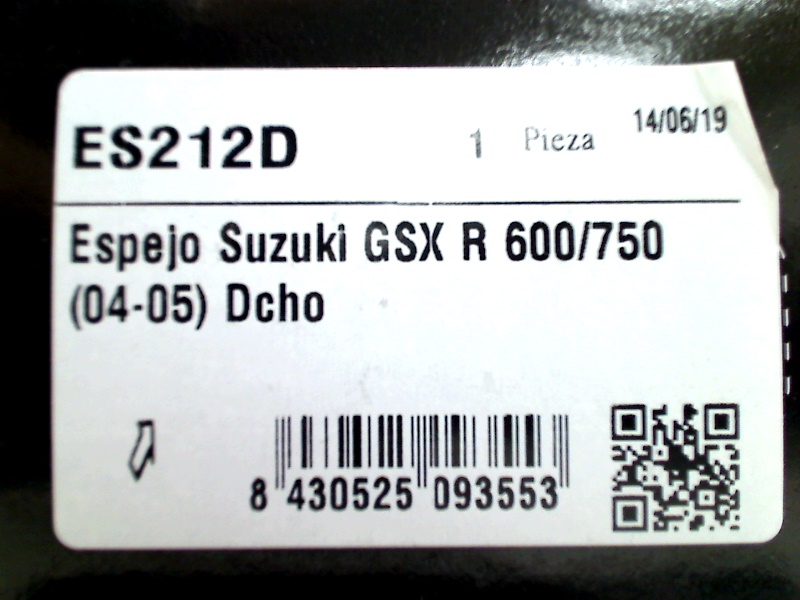 ES212D 1 Pieza 14/06/19
Espejo Suzuki GSX R 600/750
(04-05) Dcho
8 430525 093553